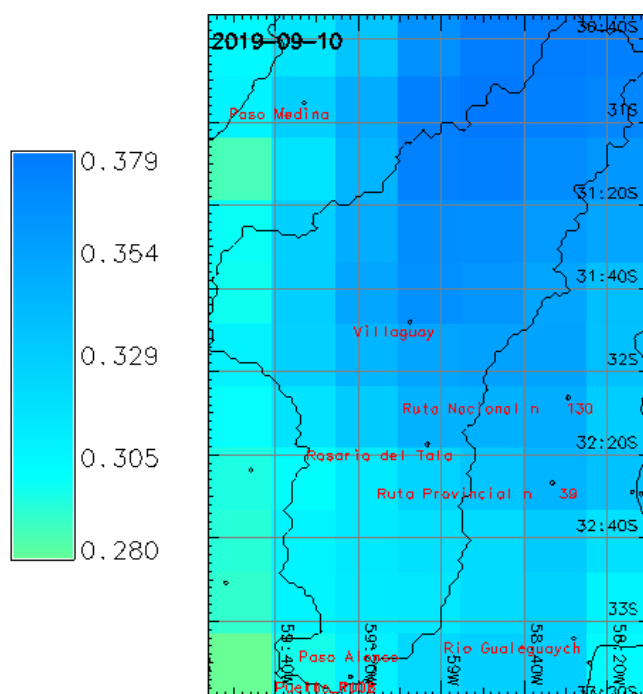 2019-09-10
30:40S
Paso Medina
31S
0.379
31:20S
0.354
31:40S
Villaguay
0.329
32S
Ruta Nacional n 130
32:20S
Rosario del Tala
0.305
Ruta Provincial n 39
32:40S
0.280
33S
59:40W
59W
58:40W
58:20W
Rio Gualeguaych
Paso Alonso